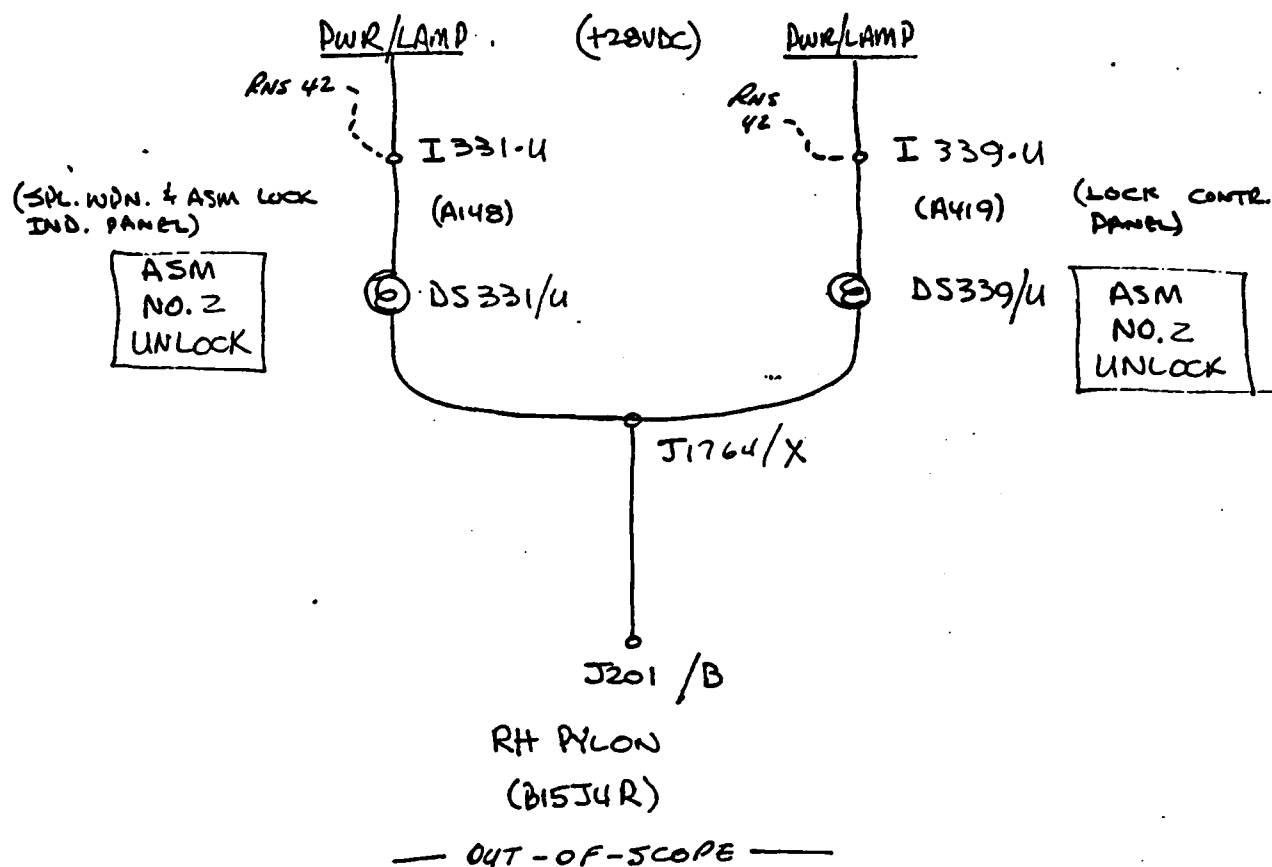 PWR/LAMP. (+28VDC) PWR/LAMP
RNS 42
RNS
42
I331-U
I 339-U
(SPL. WPN. & ASM LOCK
IND. PANEL)
(A148)
(A419)
(LOCK CONTR.
PANEL)
ASM
NO. 2
UNLOCK
DS331/U
DS339/U
ASM
NO. 2
UNLOCK
J1764/X
J201 /B
RH PYLON
(B15J4R)
— OUT-OF-SCOPE —